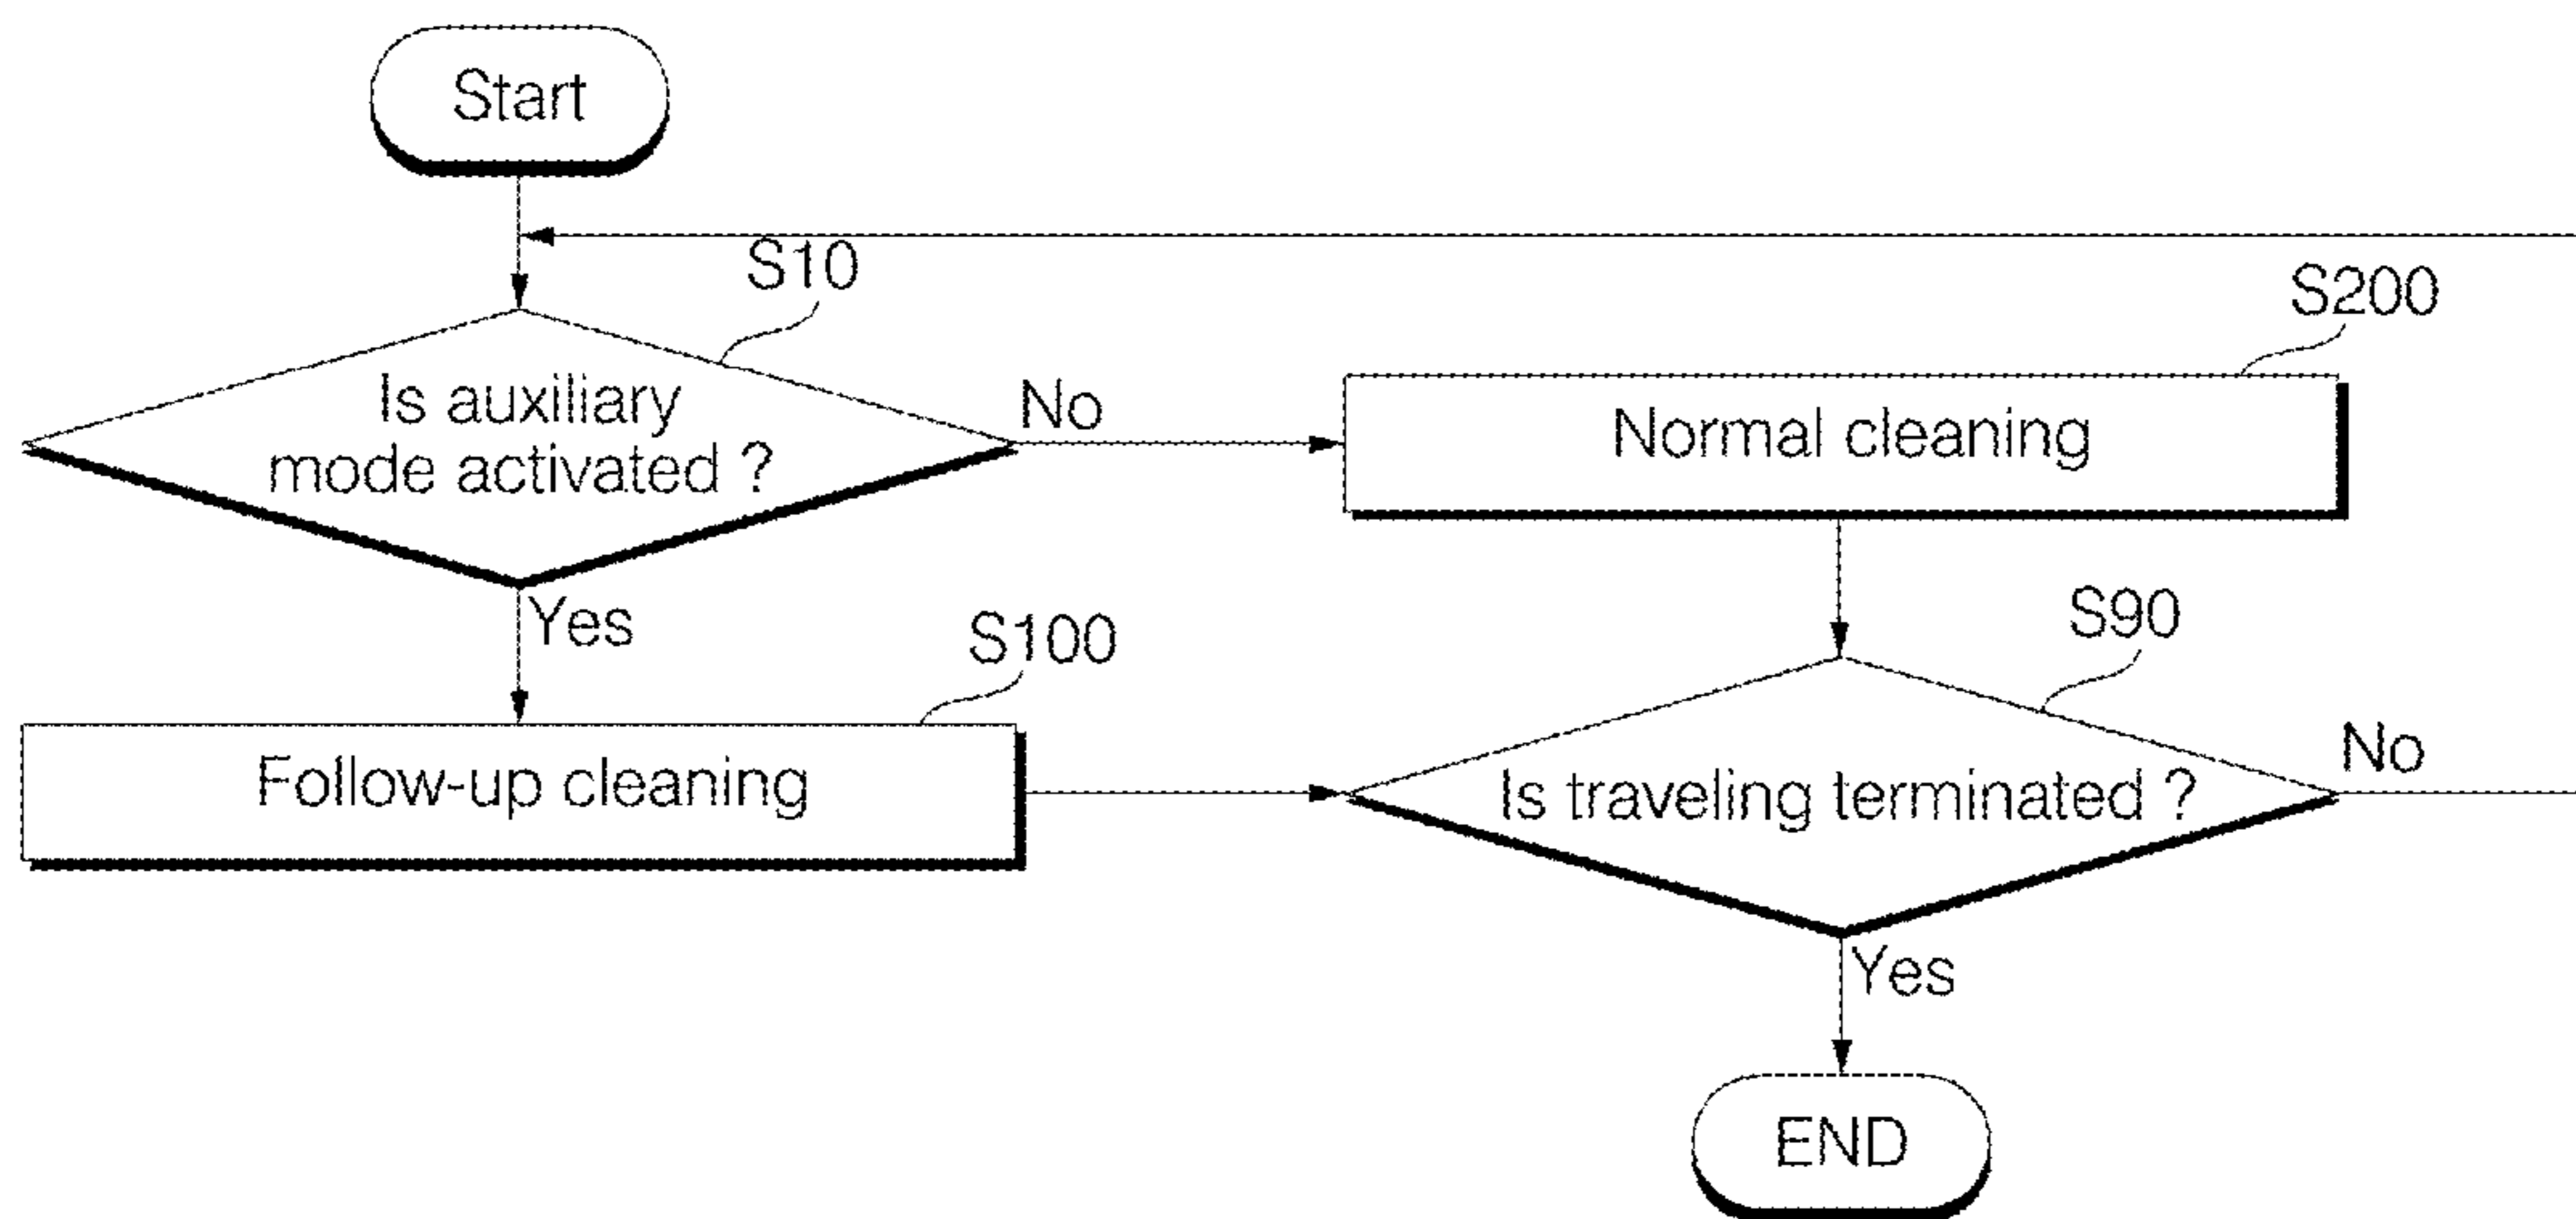 Start
S10
S200
Is auxiliary
mode activated ?
No
Normal cleaning
Yes
S100
S90
Follow-up cleaning
Is traveling terminated ?
No
Yes
END